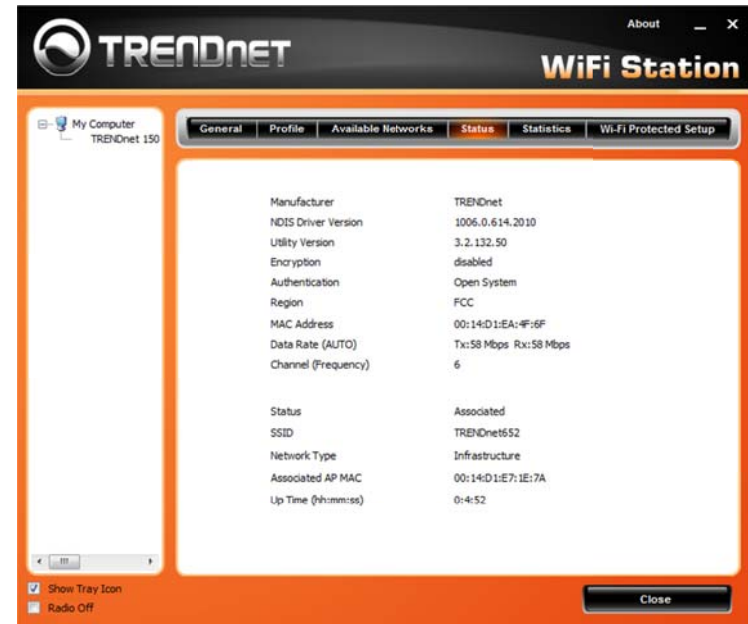 TRENDNET
About
WiFi Station
My Computer
TRENDnet 150
General Profile Available Networks Status Statistics Wi-Fi Protected Setup
Manufacturer TRENDnet
NDIS Driver Version 1006.0.614.2010
Utility Version 3.2.132.50
Encryption disabled
Authentication Open System
Region FCC
MAC Address 00:14:D1:EA:4F:6F
Data Rate (AUTO) Tx:58 Mbps Rx:58 Mbps
Channel (Frequency) 6
Status Associated
SSID TRENDnet652
Network Type Infrastructure
Associated AP MAC 00:14:D1:E7:1E:7A
Up Time (hh:mm:ss) 0:4:52
Show Tray Icon
Radio Off
Close